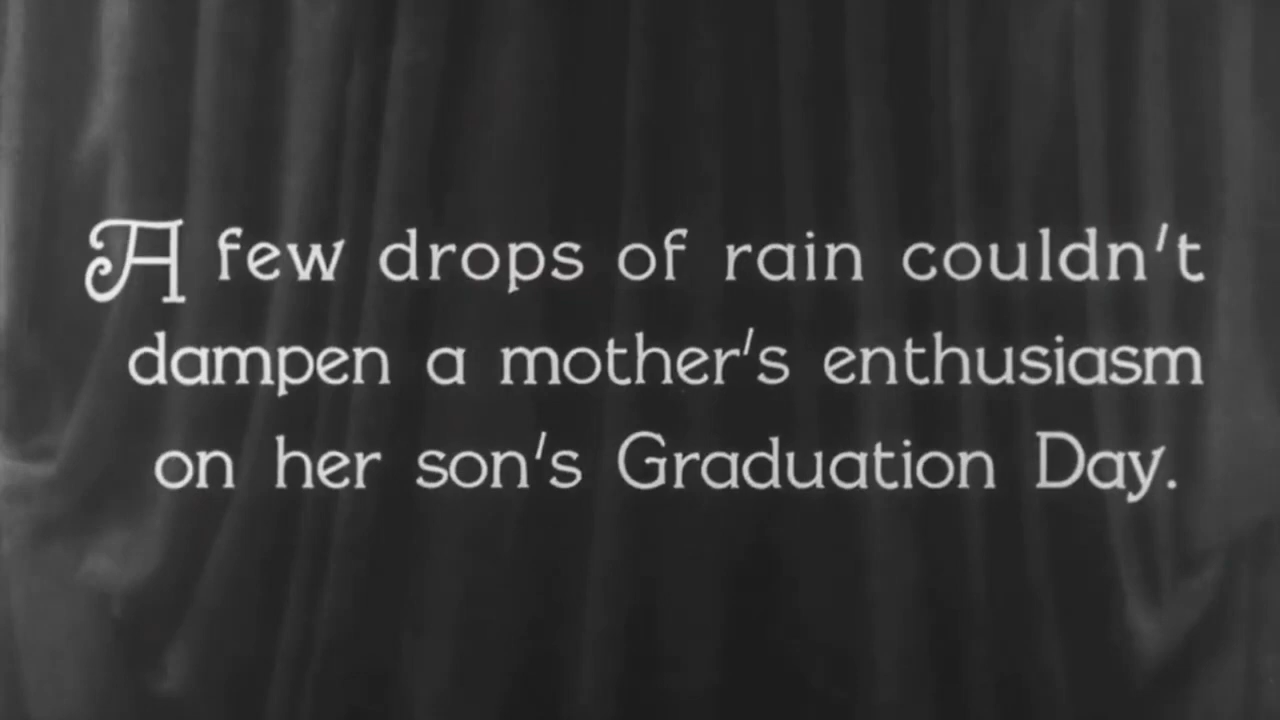 A few drops of rain couldn't
dampen a mother's enthusiasm
on her son's Graduation Day.